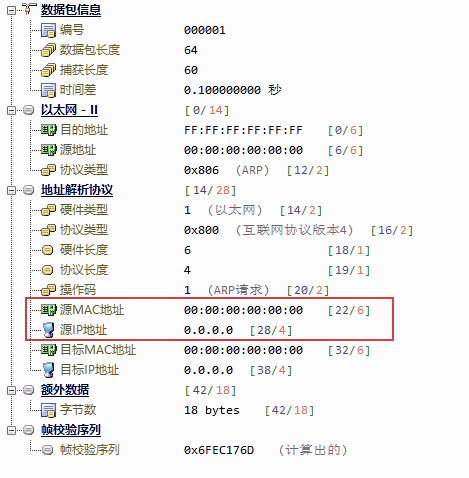 数据包信息
编号 000001
数据包长度 64
捕获长度 60
时间差 0.100000000 秒
以太网 - II [0/14]
目的地址 FF:FF:FF:FF:FF:FF [0/6]
源地址 00:00:00:00:00:00 [6/6]
协议类型 0x806 (ARP) [12/2]
地址解析协议 [14/28]
硬件类型 1 (以太网) [14/2]
协议类型 0x800 (互联网协议版本4) [16/2]
硬件长度 6 [18/1]
协议长度 4 [19/1]
操作码 1 (ARP请求) [20/2]
源MAC地址 00:00:00:00:00:00 [22/6]
源IP地址 0.0.0.0 [28/4]
目标MAC地址 00:00:00:00:00:00 [32/6]
目标IP地址 0.0.0.0 [38/4]
额外数据 [42/18]
字节数 18 bytes [42/18]
帧校验序列
帧校验序列 0x6FEC176D (计算出的)